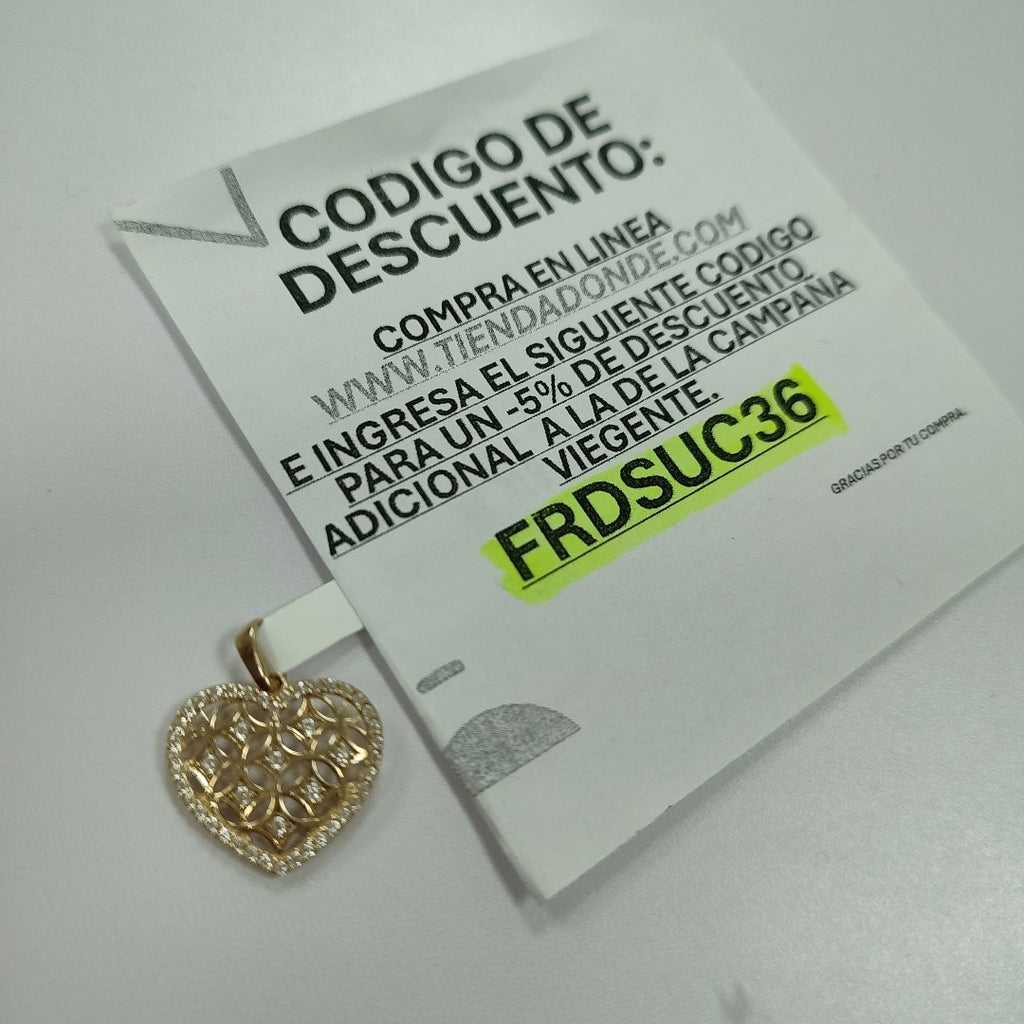 CODIGO DE
DESCUENTO:
COMPRA EN LINEA
WWW.TIENDADONDE.COM
E INGRESA EL SIGUIENTE CODIGO
PARA UN -5% DE DESCUENTO
ADICIONAL A LA DE LA CAMPAÑA
VIEGENTE.
FRDSUC36
GRACIAS POR TU COMPRA